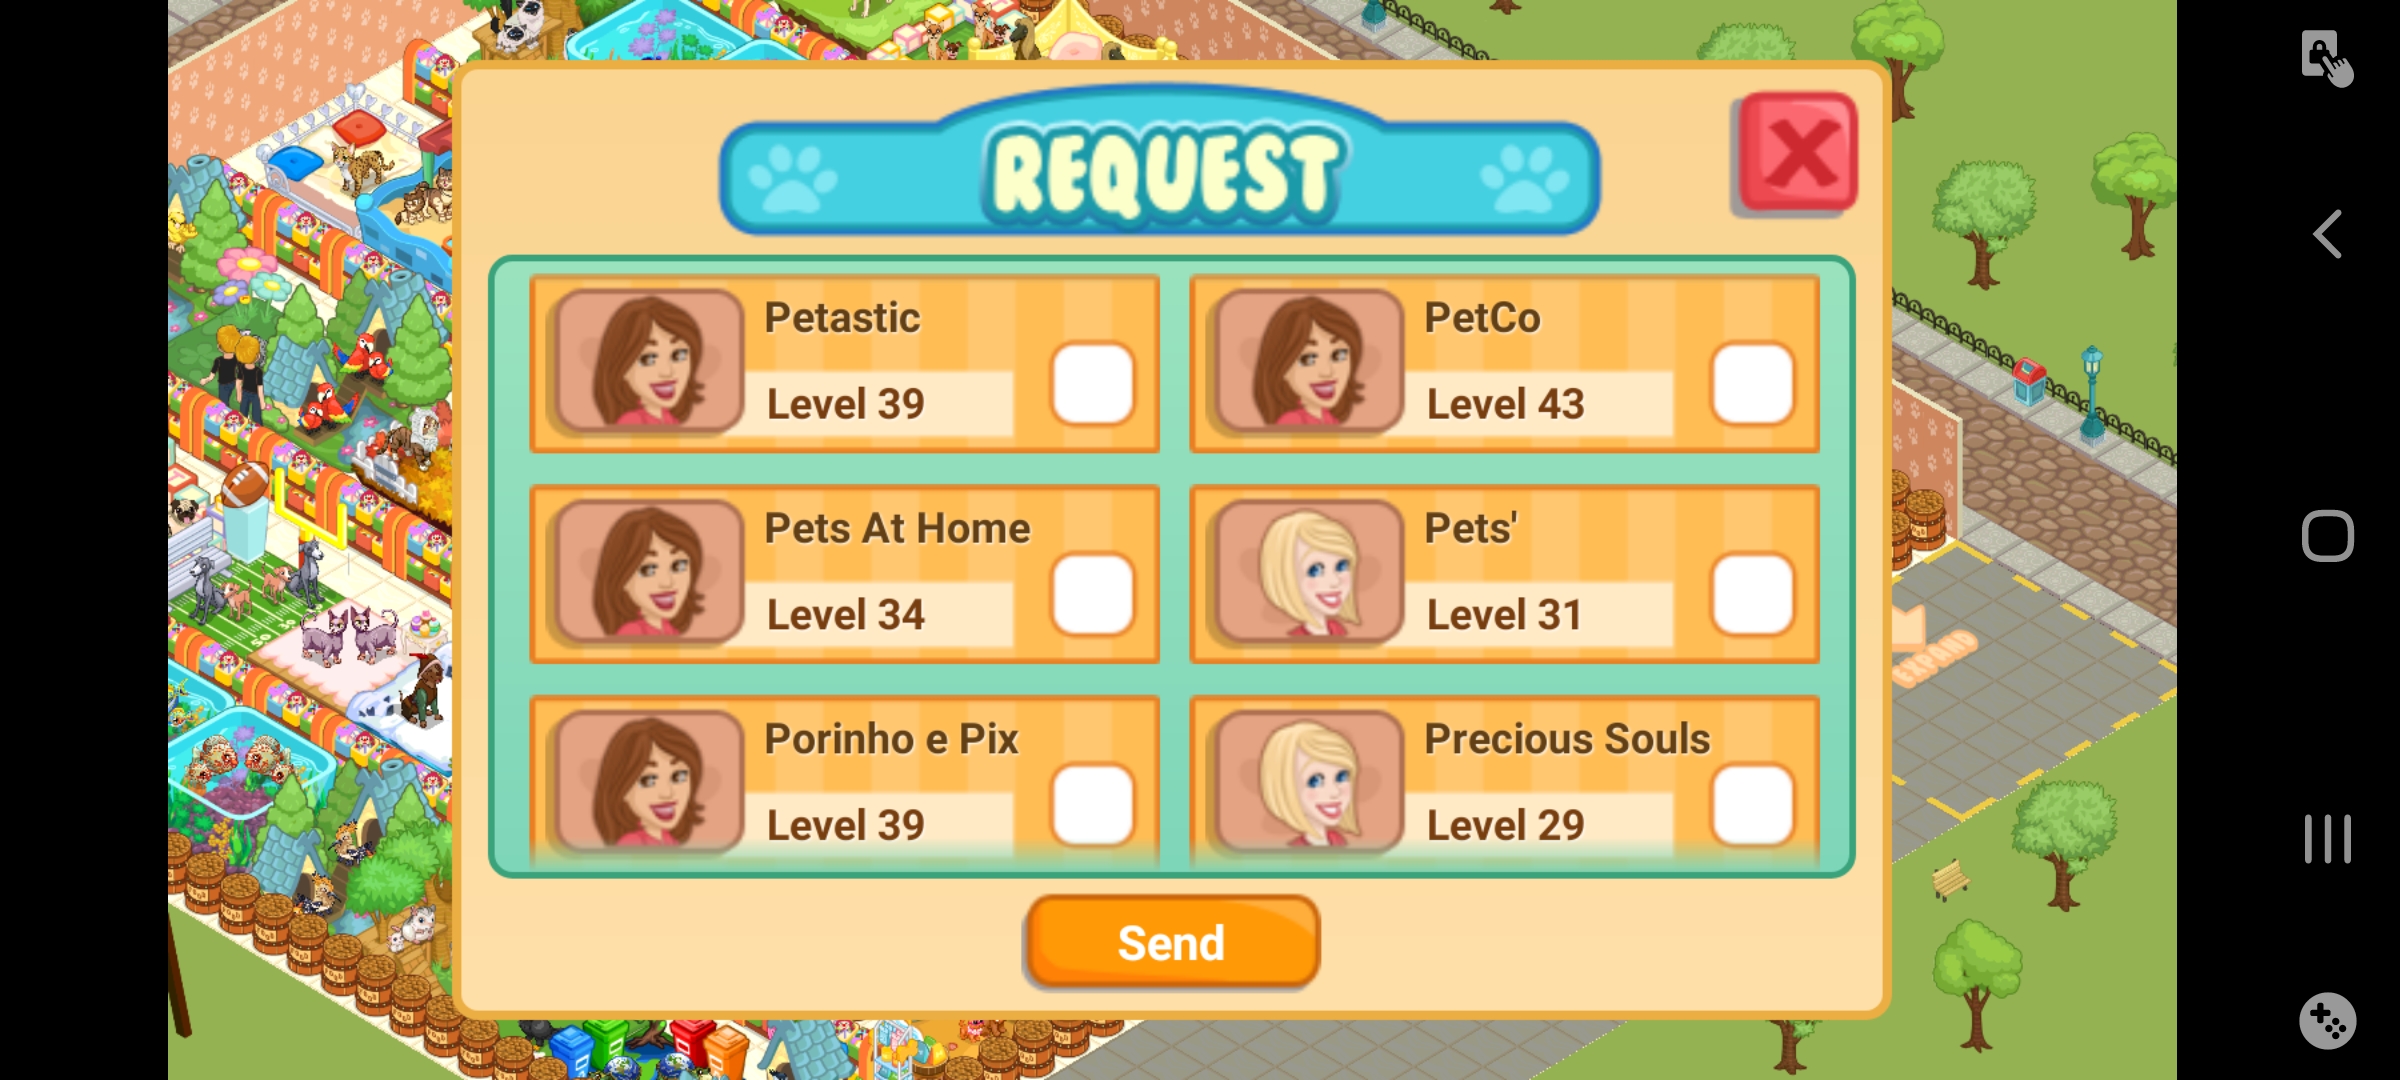 REQUEST
Petastic
Level 39
PetCo
Level 43
Pets At Home
Level 34
Pets'
Level 31
Porinho e Pix
Level 39
Precious Souls
Level 29
Send
EXPAND